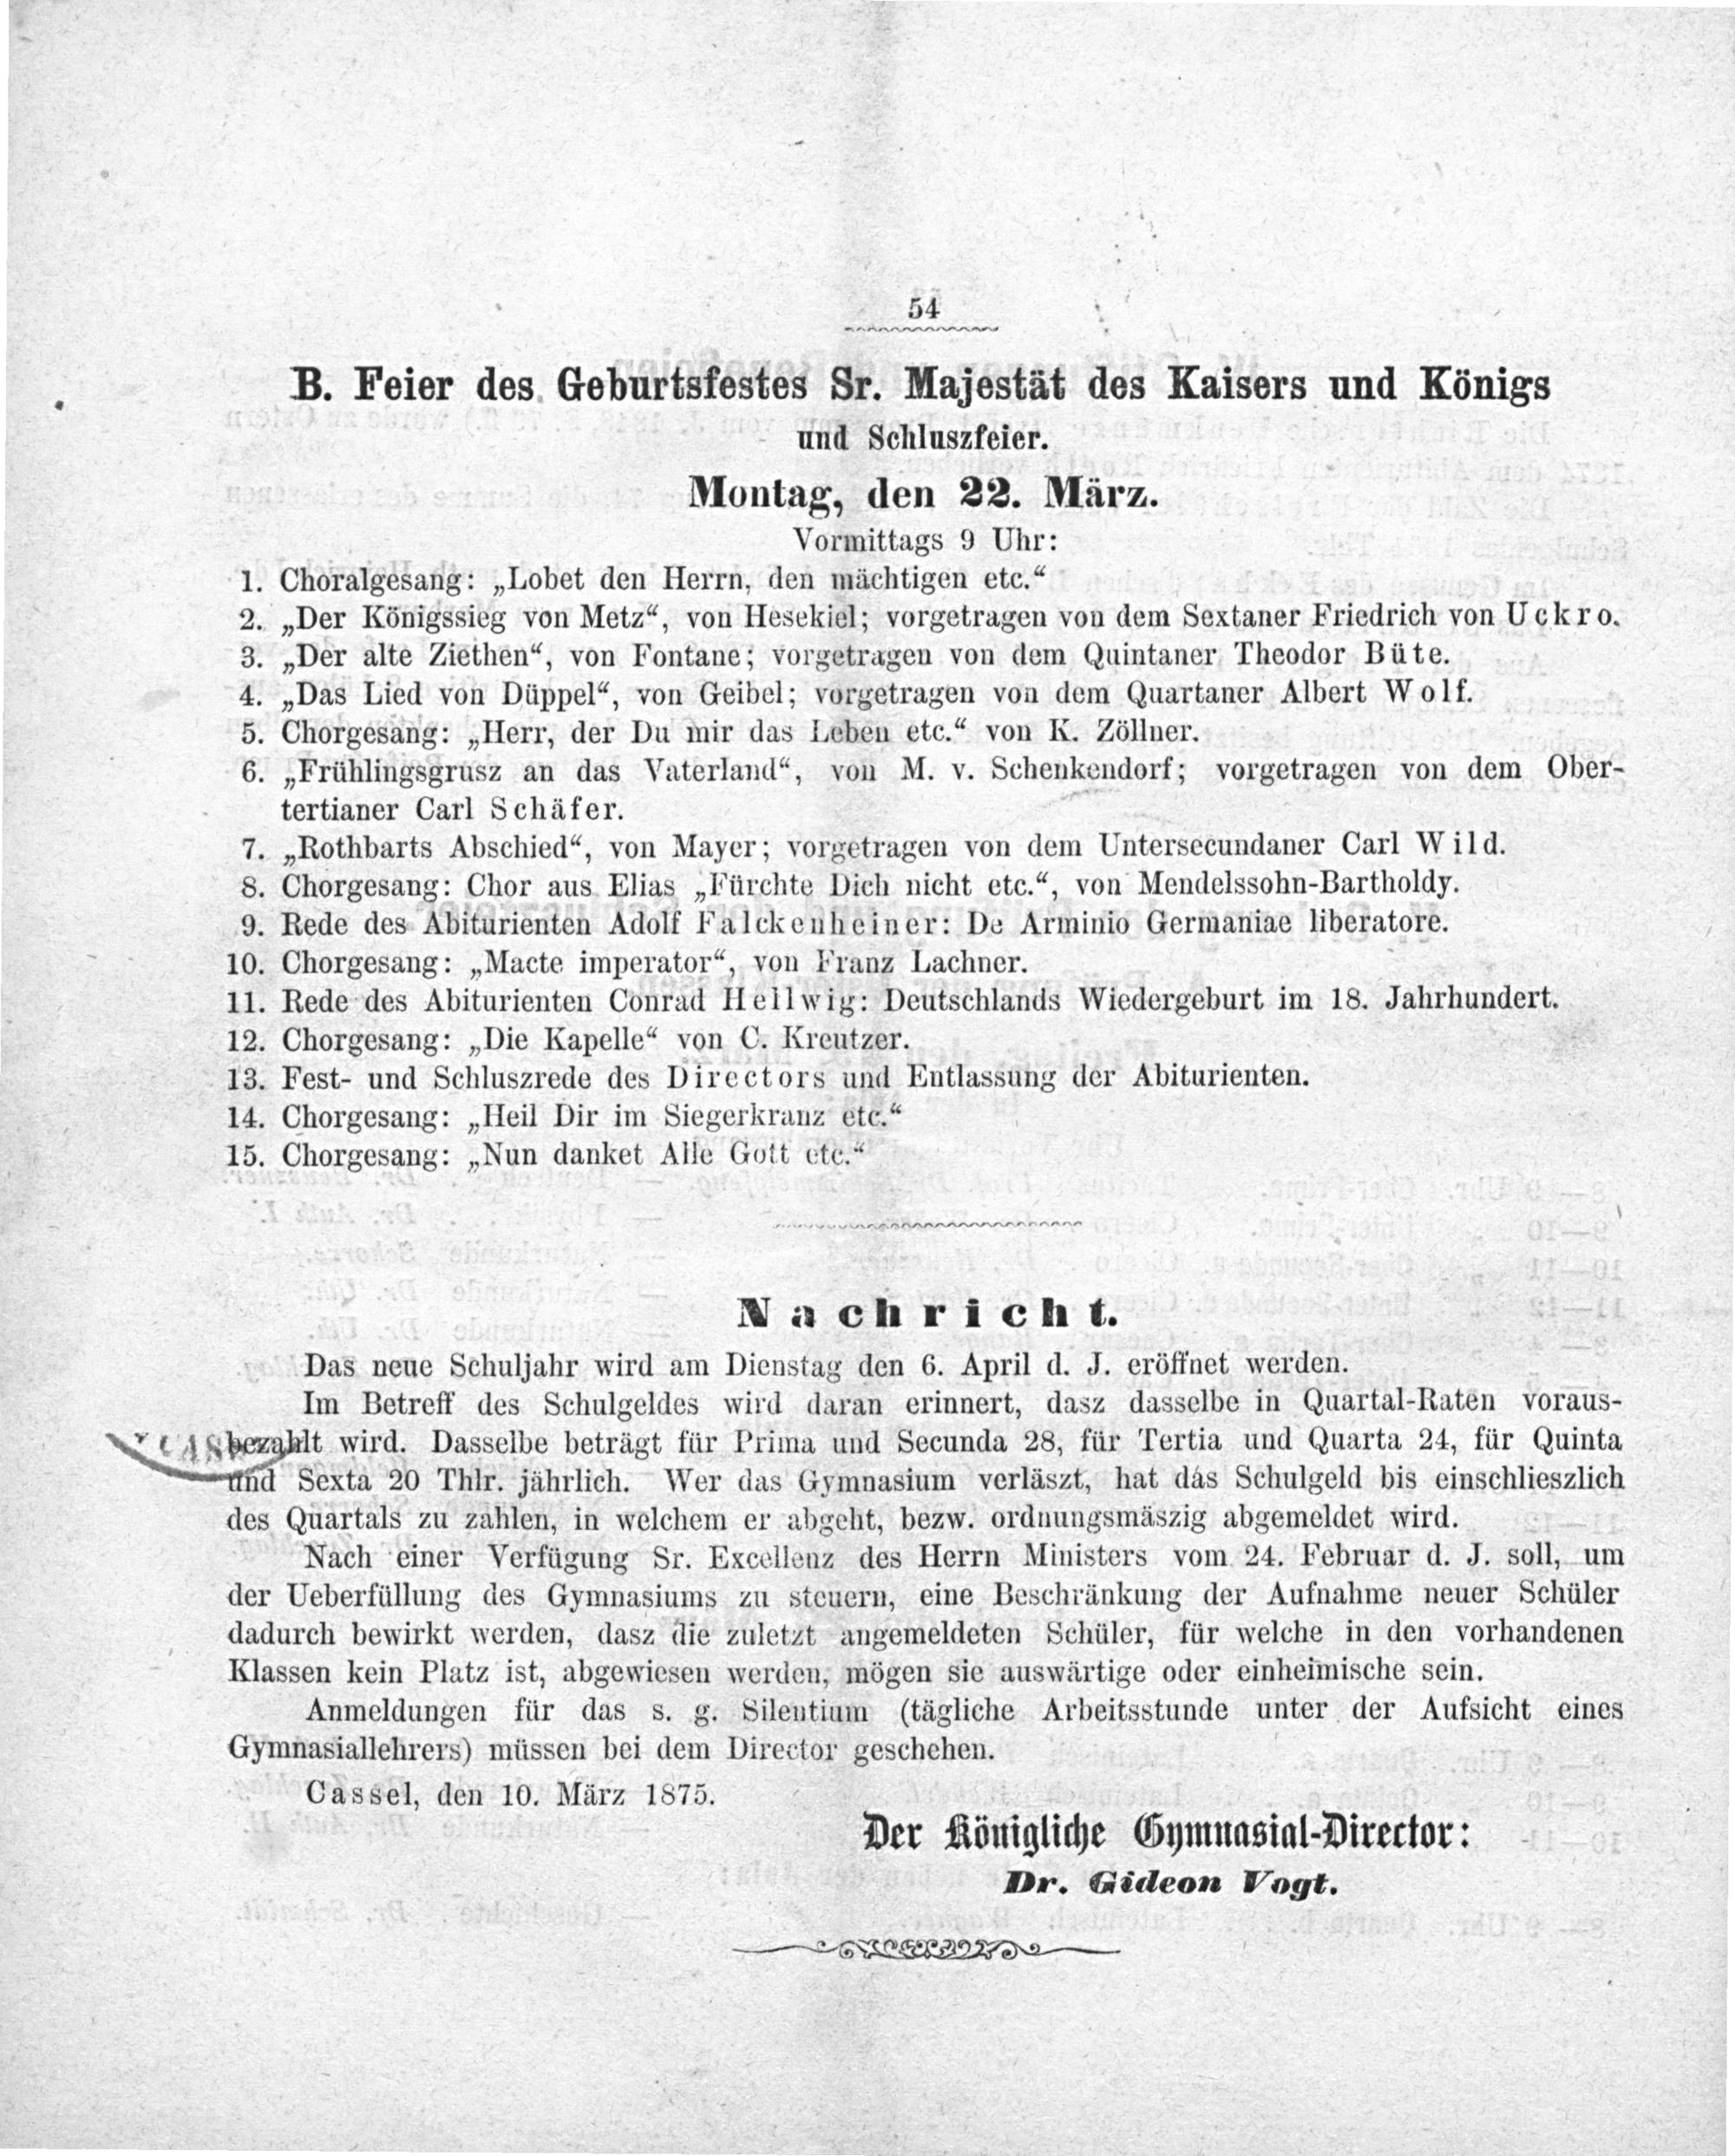 54
B. Feier des Geburtsfestes Sr. Majestät des Kaisers und Königs
und Schluszfeier.
Montag, den 22. März.
Vormittags 9 Uhr:
1. Choralgesang: „Lobet den Herrn, den mächtigen etc.“
2. „Der Königssieg von Metz“, von Hesekiel; vorgetragen von dem Sextaner Friedrich von Uckro.
3. „Der alte Ziethen“, von Fontane; vorgetragen von dem Quintaner Theodor Büte.
4. „Das Lied von Düppel“, von Geibel; vorgetragen von dem Quartaner Albert Wolf.
5. Chorgesang: „Herr, der Du mir das Leben etc.“ von K. Zöllner.
6. „Frühlingsgrusz an das Vaterland“, von M. v. Schenkendorf; vorgetragen von dem Ober-
tertianer Carl Schäfer.
7. „Rothbarts Abschied“, von Mayer; vorgetragen von dem Untersecundaner Carl Wild.
8. Chorgesang: Chor aus Elias „Fürchte Dich nicht etc.“, von Mendelssohn-Bartholdy.
9. Rede des Abiturienten Adolf Falckenheiner: De Arminio Germaniae liberatore.
10. Chorgesang: „Macte imperator“, von Franz Lachner.
11. Rede des Abiturienten Conrad Hellwig: Deutschlands Wiedergeburt im 18. Jahrhundert.
12. Chorgesang: „Die Kapelle“ von C. Kreutzer.
13. Fest- und Schluszrede des Directors und Entlassung der Abiturienten.
14. Chorgesang: „Heil Dir im Siegerkranz etc.“
15. Chorgesang: „Nun danket Alle Gott etc.“
Nachricht.
Das neue Schuljahr wird am Dienstag den 6. April d. J. eröffnet werden.
Im Betreff des Schulgeldes wird daran erinnert, dasz dasselbe in Quartal-Raten voraus-
bezahlt wird. Dasselbe beträgt für Prima und Secunda 28, für Tertia und Quarta 24, für Quinta
und Sexta 20 Thlr. jährlich. Wer das Gymnasium verläszt, hat das Schulgeld bis einschlieszlich
des Quartals zu zahlen, in welchem er abgeht, bezw. ordnungsmäszig abgemeldet wird.
Nach einer Verfügung Sr. Excellenz des Herrn Ministers vom 24. Februar d. J. soll, um
der Ueberfüllung des Gymnasiums zu steuern, eine Beschränkung der Aufnahme neuer Schüler
dadurch bewirkt werden, dasz die zuletzt angemeldeten Schüler, für welche in den vorhandenen
Klassen kein Platz ist, abgewiesen werden, mögen sie auswärtige oder einheimische sein.
Anmeldungen für das s. g. Silentium (tägliche Arbeitsstunde unter der Aufsicht eines
Gymnasiallehrers) müssen bei dem Director geschehen.
Cassel, den 10. März 1875.
Der Königliche Gymnasial-Director:
Dr. Gideon Vogt.